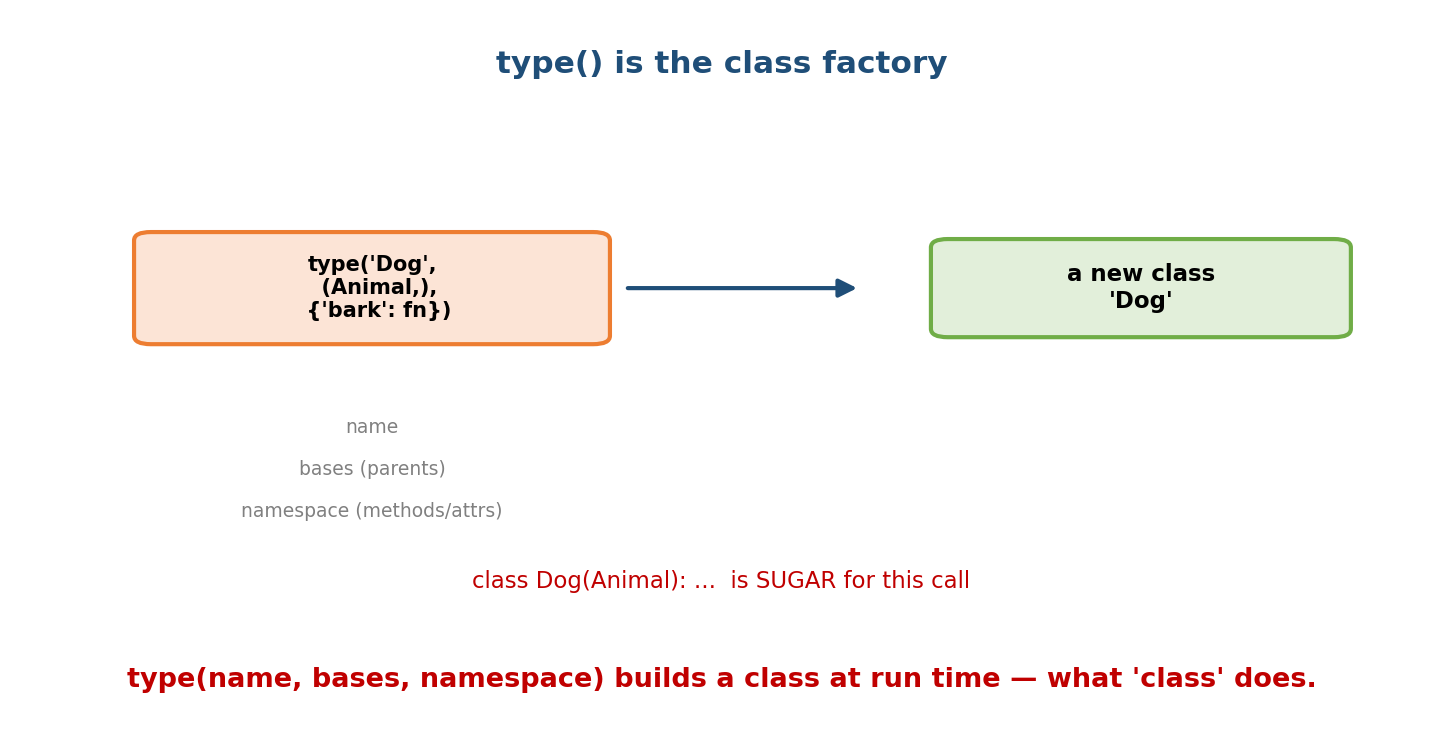 type() is the class factory
type('Dog',
(Animal,),
{'bark': fn})
a new class
'Dog'
name
bases (parents)
namespace (methods/attrs)
class Dog(Animal): ...  is SUGAR for this call
type(name, bases, namespace) builds a class at run time — what 'class' does.